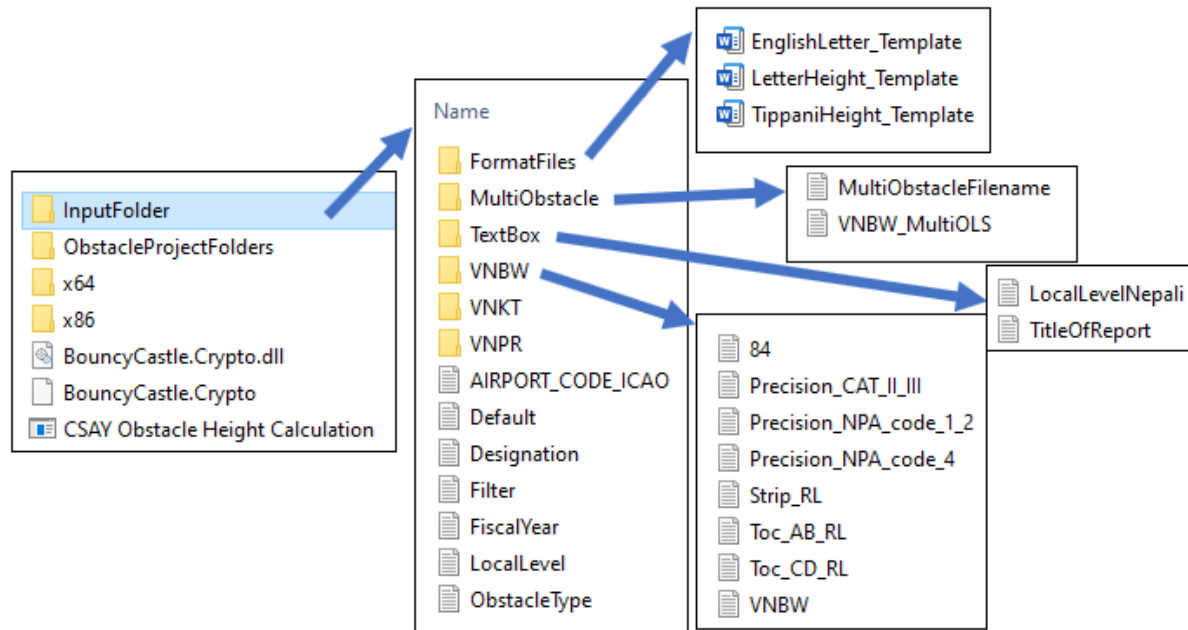 InputFolder
ObstacleProjectFolders
x64
x86
BouncyCastle.Crypto.dll
BouncyCastle.Crypto
CSAY Obstacle Height Calculation
Name
FormatFiles
MultiObstacle
TextBox
VNBW
VNKT
VNPR
AIRPORT_CODE_ICAO
Default
Designation
Filter
FiscalYear
LocalLevel
ObstacleType
EnglishLetter_Template
LetterHeight_Template
TippaniHeight_Template
MultiObstacleFilename
VNBW_MultiOLS
LocalLevelNepali
TitleOfReport
84
Precision_CAT_II_III
Precision_NPA_code_1_2
Precision_NPA_code_4
Strip_RL
Toc_AB_RL
Toc_CD_RL
VNBW